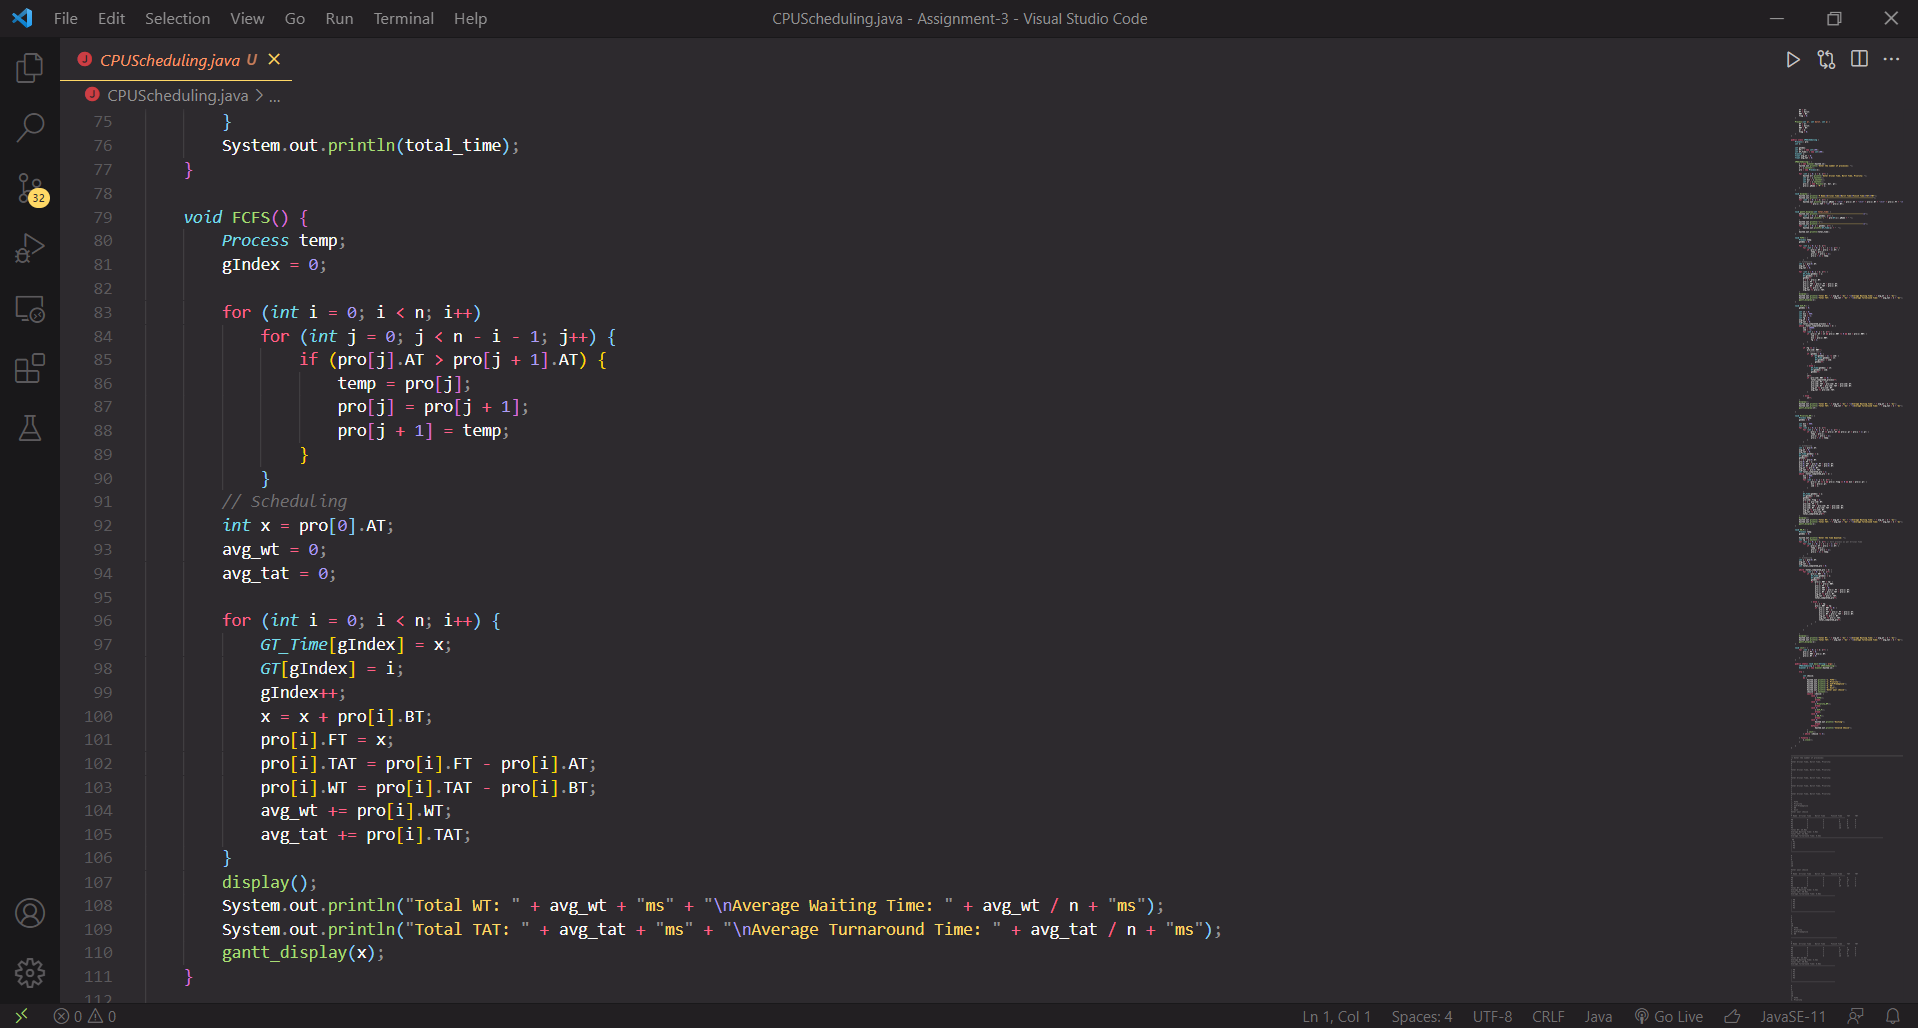 File Edit Selection View Go Run Terminal Help
CPUScheduling.java - Assignment-3 - Visual Studio Code
CPUScheduling.java U
CPUScheduling.java > ...
32
75 }
76 System.out.println(total_time);
77 }
78
79 void FCFS() {
80 Process temp;
81 gIndex = 0;
82
83 for (int i = 0; i < n; i++)
84 for (int j = 0; j < n - i - 1; j++) {
85 if (pro[j].AT > pro[j + 1].AT) {
86 temp = pro[j];
87 pro[j] = pro[j + 1];
88 pro[j + 1] = temp;
89 }
90 }
91 // Scheduling
92 int x = pro[0].AT;
93 avg_wt = 0;
94 avg_tat = 0;
95
96 for (int i = 0; i < n; i++) {
97 GT_Time[gIndex] = x;
98 GT[gIndex] = i;
99 gIndex++;
100 x = x + pro[i].BT;
101 pro[i].FT = x;
102 pro[i].TAT = pro[i].FT - pro[i].AT;
103 pro[i].WT = pro[i].TAT - pro[i].BT;
104 avg_wt += pro[i].WT;
105 avg_tat += pro[i].TAT;
106 }
107 display();
108 System.out.println("Total WT: " + avg_wt + "ms" + "\nAverage Waiting Time: " + avg_wt / n + "ms");
109 System.out.println("Total TAT: " + avg_tat + "ms" + "\nAverage Turnaround Time: " + avg_tat / n + "ms");
110 gantt_display(x);
111 }
112
0 0 Ln 1, Col 1 Spaces: 4 UTF-8 CRLF Java Go Live JavaSE-11